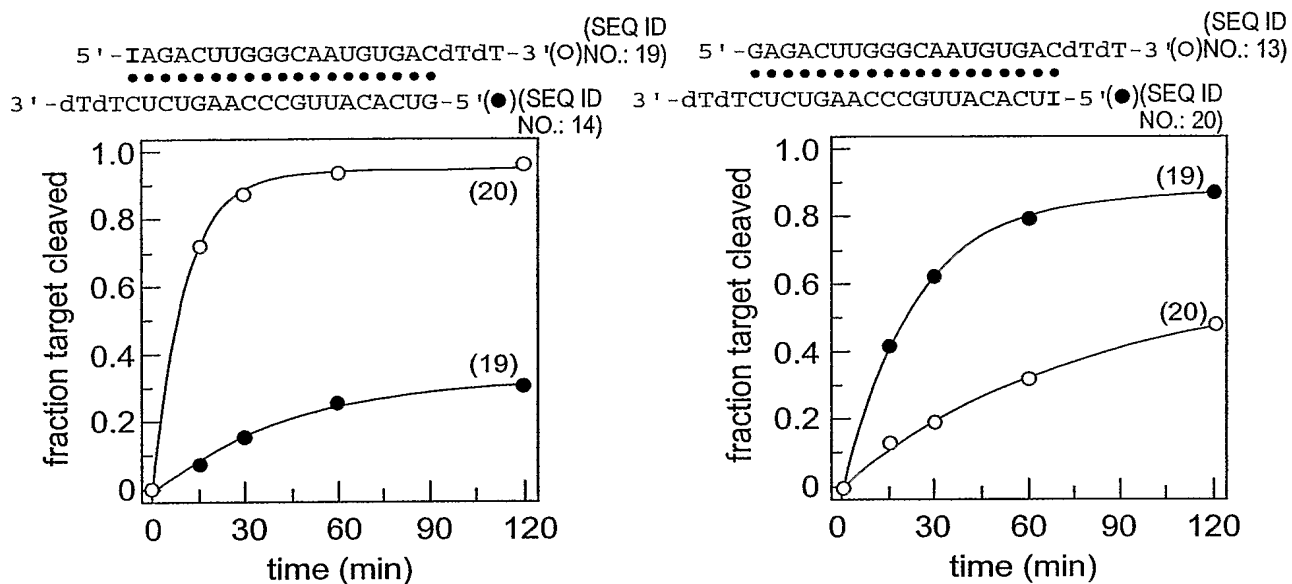 (SEQ ID
5'-IAGACUUGGGCAAUGUGACdTdT-3'(○)NO.: 19)
3'-dTdTCUCUGAACCCGUUACACUG-5'(●)(SEQ ID
NO.: 14)
1.0
0.8
0.6
0.4
0.2
0
fraction target cleaved
(20)
(19)
0 30 60 90 120
time (min)
(SEQ ID
5'-GAGACUUGGGCAAUGUGACdTdT-3'(○)NO.: 13)
3'-dTdTCUCUGAACCCGUUACACUI-5'(●)(SEQ ID
NO.: 20)
1.0
0.8
0.6
0.4
0.2
0
fraction target cleaved
(19)
(20)
0 30 60 90 120
time (min)